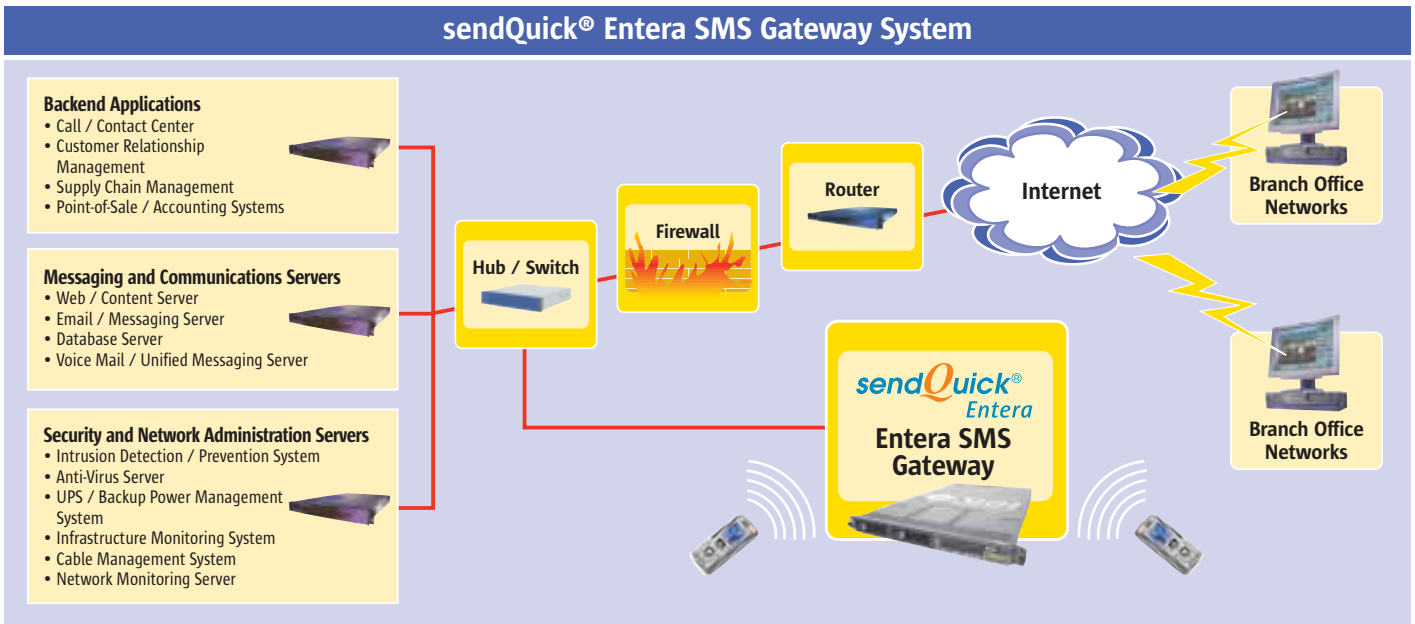 sendQuick® Entera SMS Gateway System
Backend Applications
• Call / Contact Center
• Customer Relationship
Management
• Supply Chain Management
• Point-of-Sale / Accounting Systems
Messaging and Communications Servers
• Web / Content Server
• Email / Messaging Server
• Database Server
• Voice Mail / Unified Messaging Server
Security and Network Administration Servers
• Intrusion Detection / Prevention System
• Anti-Virus Server
• UPS / Backup Power Management
System
• Infrastructure Monitoring System
• Cable Management System
• Network Monitoring Server
Hub / Switch
Firewall
Router
Internet
Branch Office
Networks
sendQuick®
Entera
Entera SMS
Gateway
Branch Office
Networks